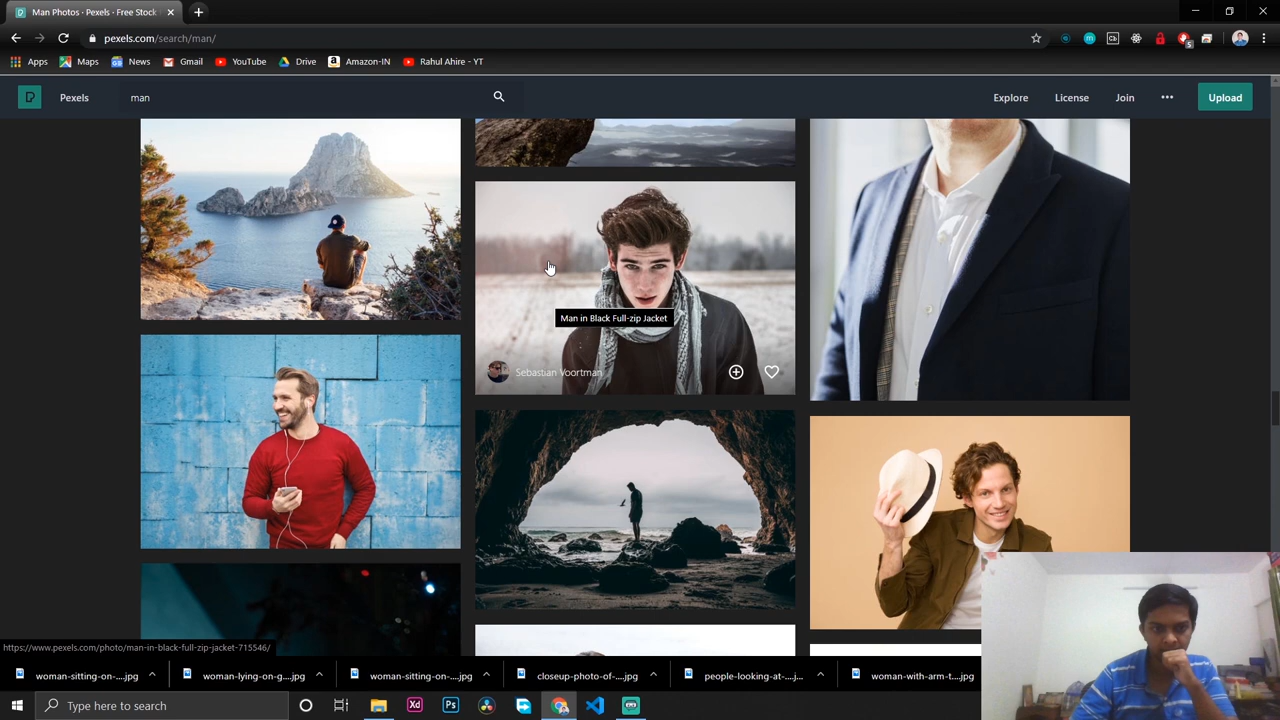 Man Photos · Pexels · Free Stock
pexels.com/search/man/
5
Apps
Maps
News
Gmail
YouTube
Drive
Amazon-IN
Rahul Ahire - YT
Pexels
man
Explore
License
Join
Upload
Man in Black Full-zip Jacket
Sebastian Voortman
https://www.pexels.com/photo/man-in-black-full-zip-jacket-715546/
woman-sitting-on-....jpg
woman-lying-on-g....jpg
woman-sitting-on-....jpg
closeup-photo-of-....jpg
people-looking-at-....j...
woman-with-arm-t....jpg
Type here to search
Xd
Ps